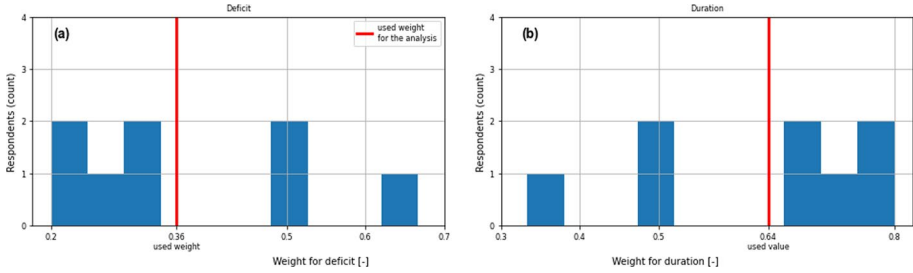 Deficit
(a)
used weight
for the analysis
Respondents (count)
4
3
2
1
0
0.2
0.36
0.5
0.6
0.7
used weight
Weight for deficit [-]
Duration
(b)
Respondents (count)
4
3
2
1
0
0.3
0.4
0.5
0.64
0.8
used value
Weight for duration [-]